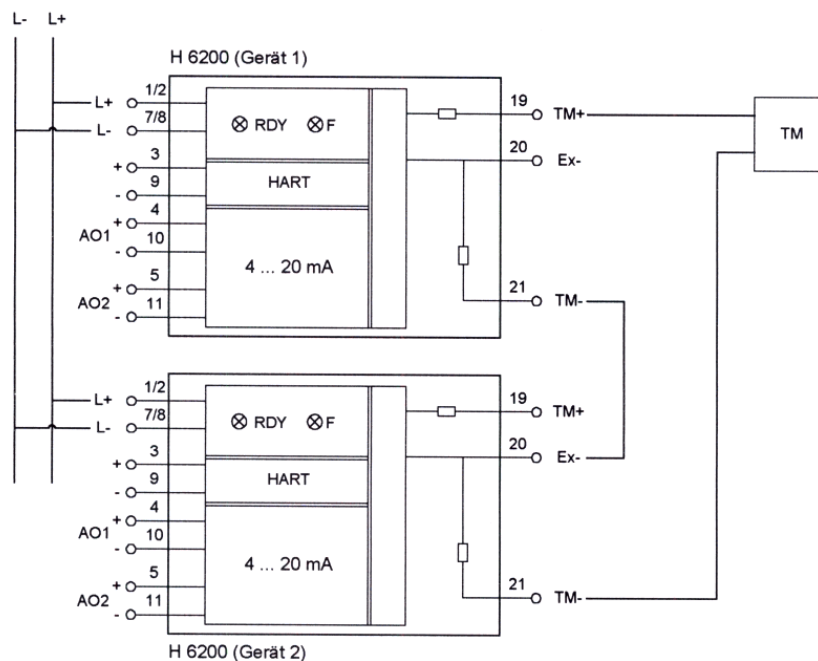 L- L+
H 6200 (Gerät 1)
L+ 1/2
L- 7/8
RDY F
+ 3
HART
- 9
+ 4
AO1
- 10
4 ... 20 mA
+ 5
AO2
- 11
19 TM+
20 Ex-
21 TM-
TM
L+ 1/2
L- 7/8
RDY F
+ 3
HART
- 9
+ 4
AO1
- 10
4 ... 20 mA
+ 5
AO2
- 11
19 TM+
20 Ex-
21 TM-
H 6200 (Gerät 2)